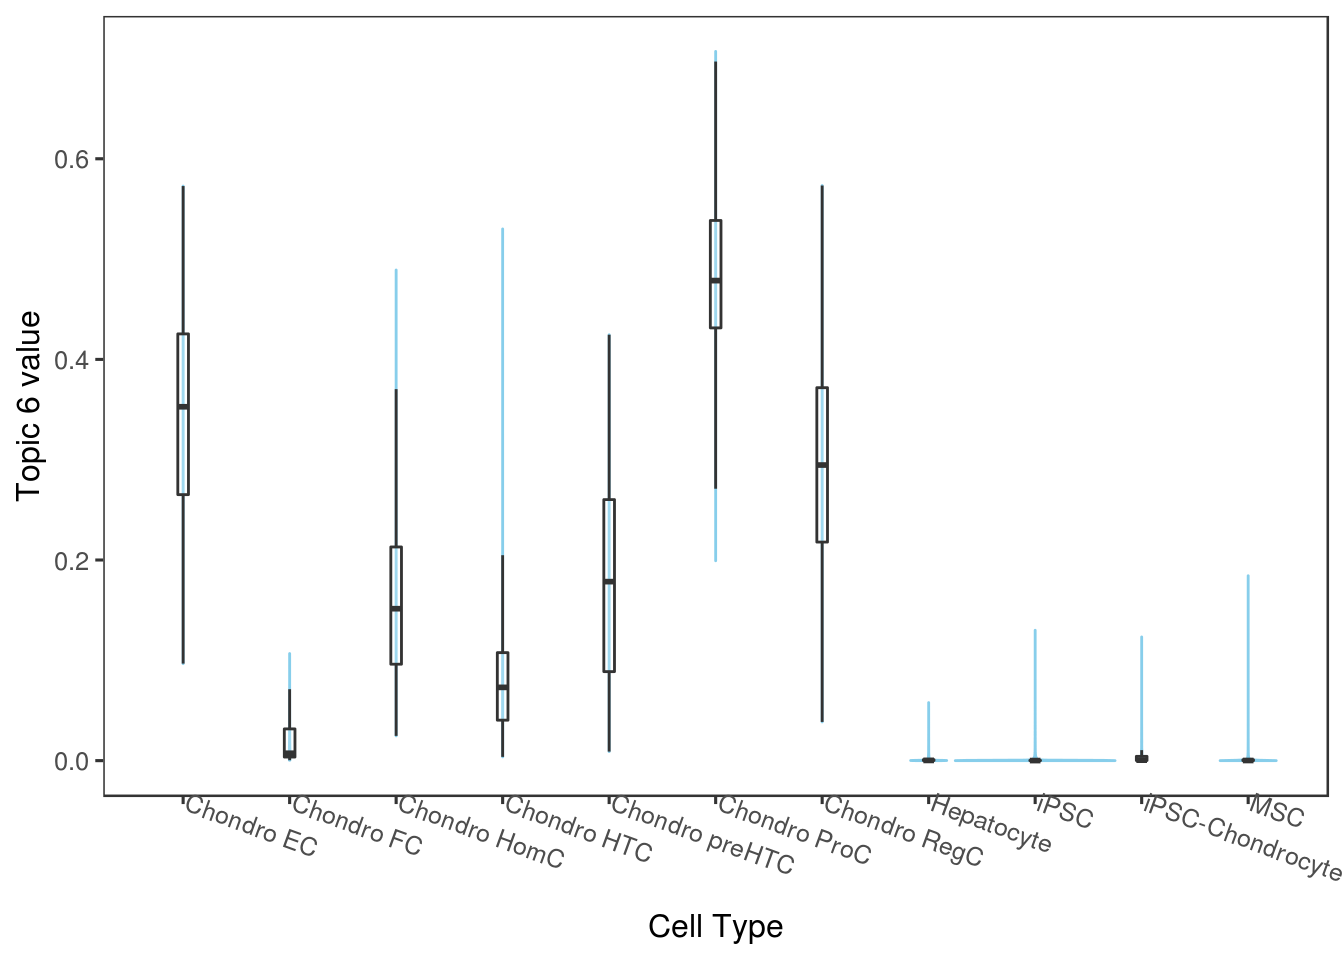 Topic 6 value
0.6
0.4
0.2
0.0
Chondro EC
Chondro FC
Chondro HomC
Chondro HTC
Chondro preHTC
Chondro ProC
Chondro RegC
Hepatocyte
iPSC
iPSC-Chondrocyte
MSC
Cell Type